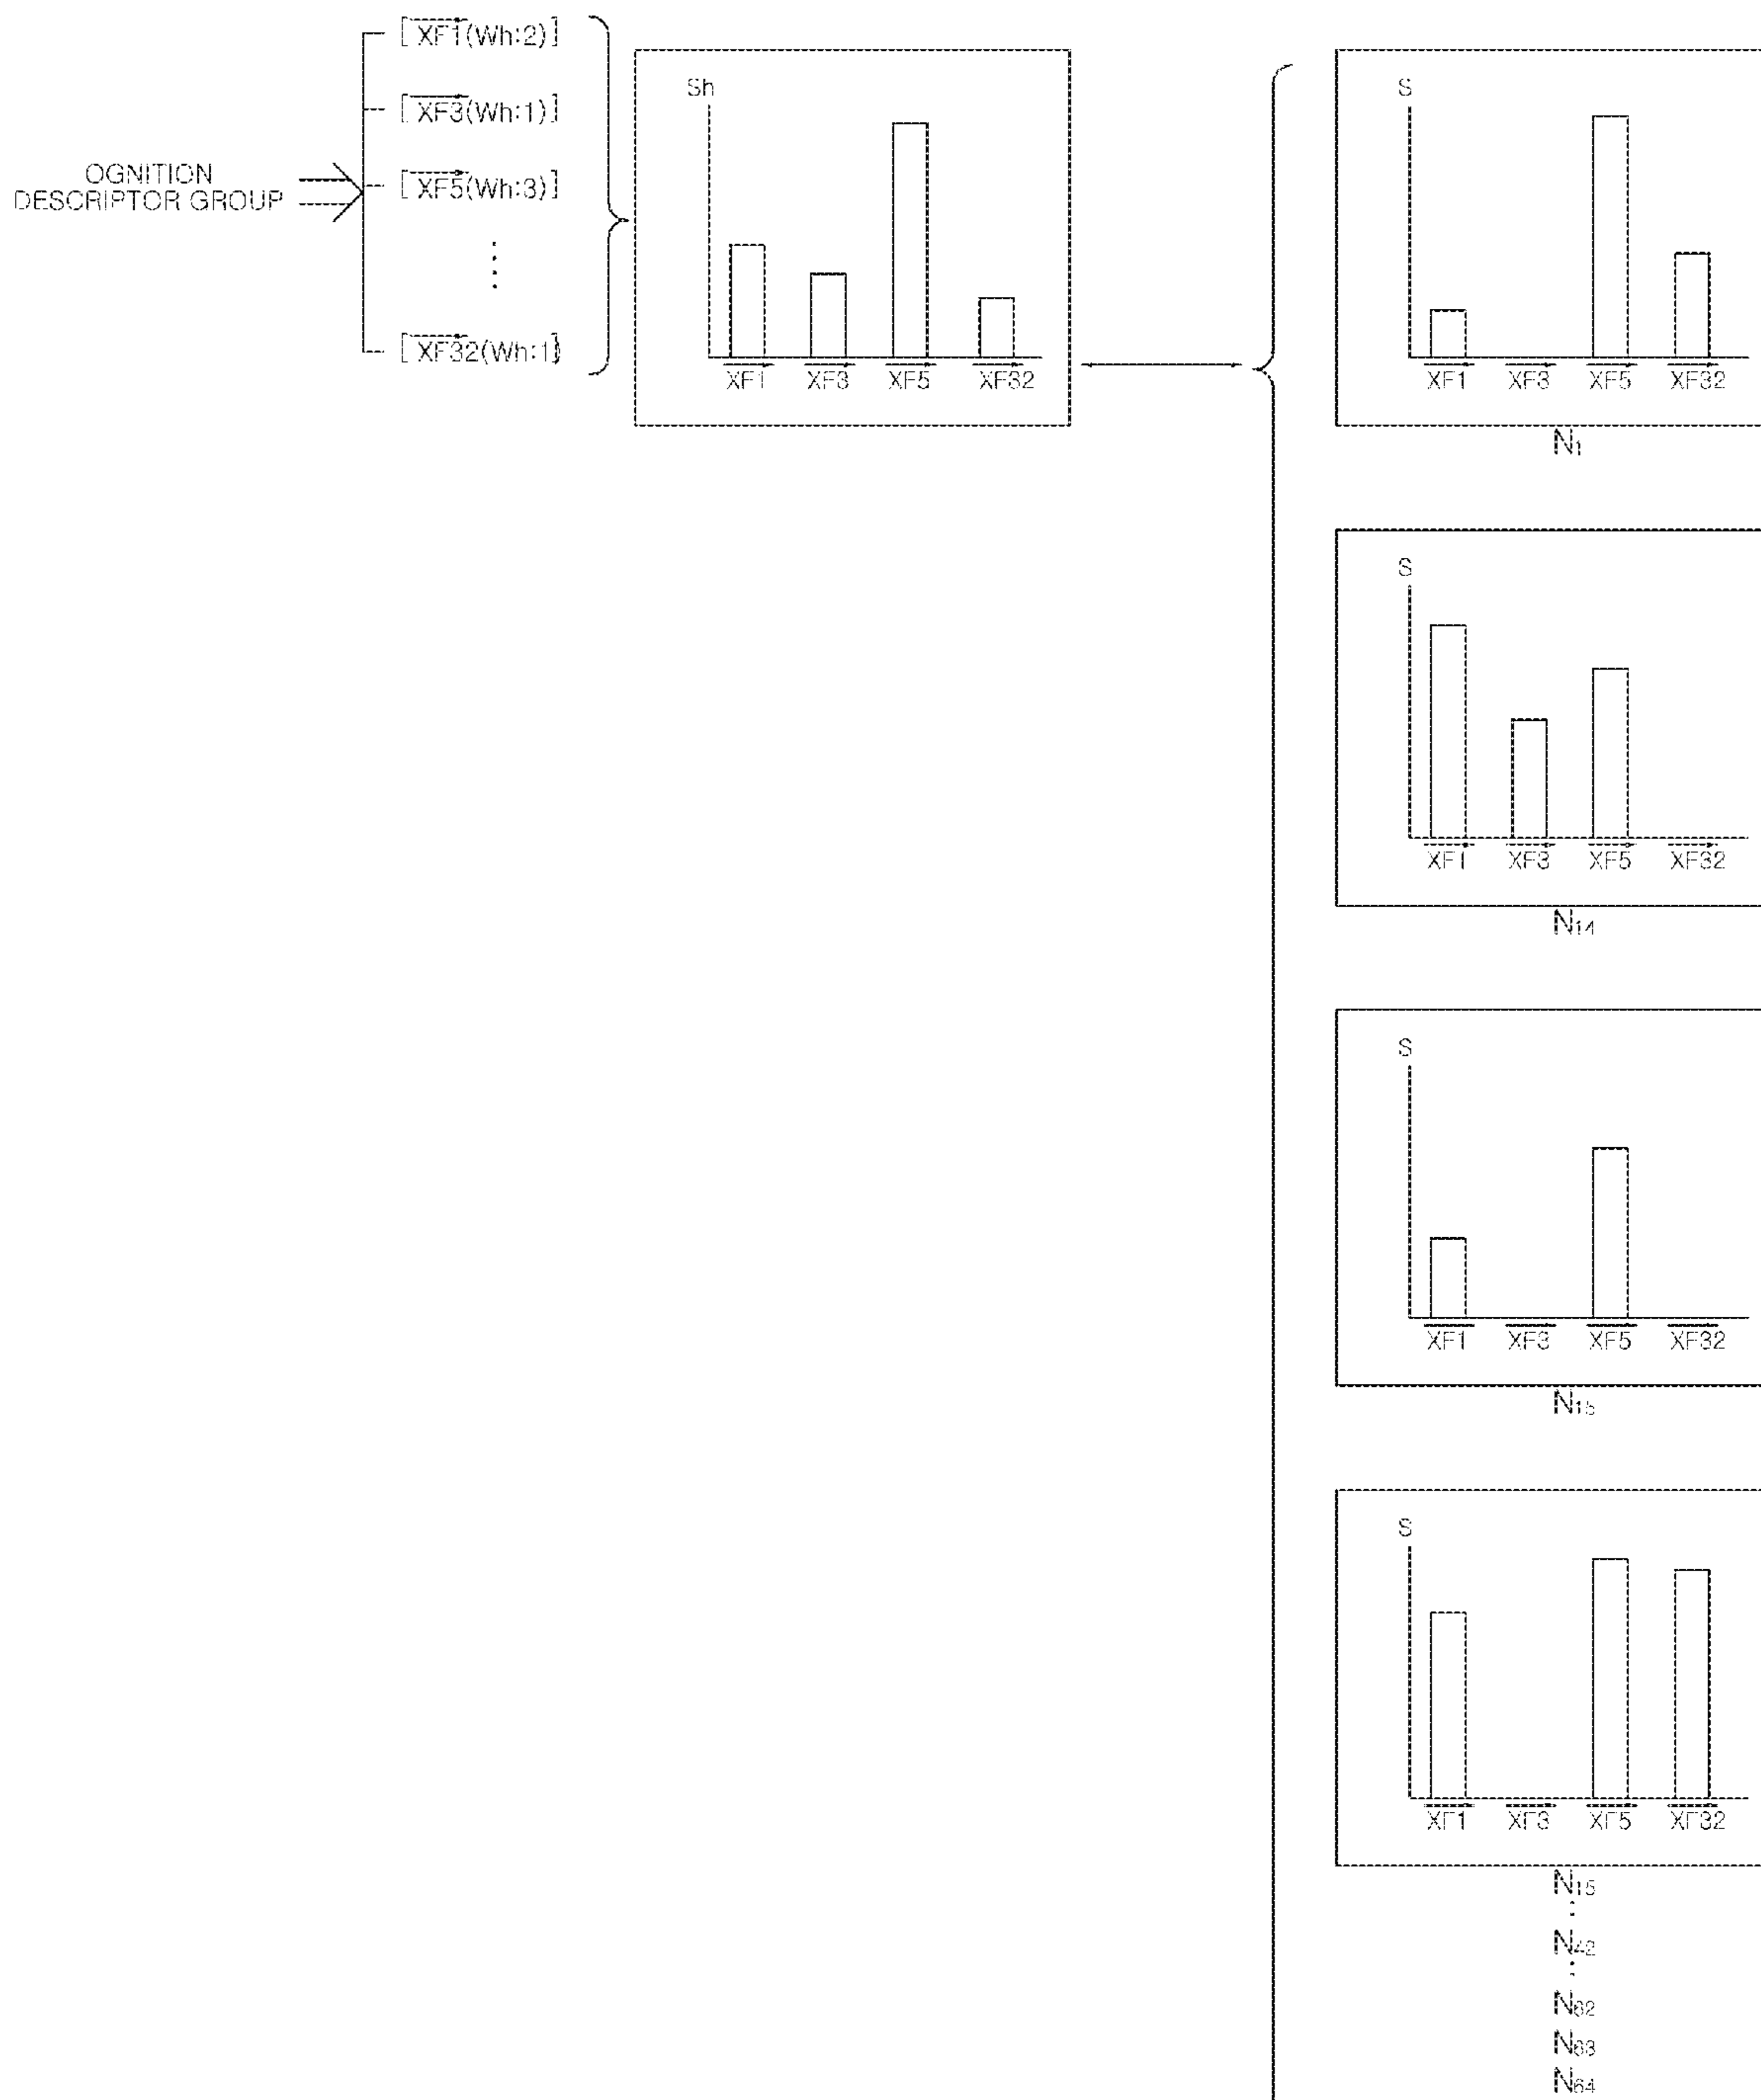 [XF1(Wh:2)]
[XF3(Wh:1)]
OGNITION
DESCRIPTOR GROUP
[XF5(Wh:3)]
[XF32(Wh:1]
Sh
XF1 XF3 XF5 XF32
S
XF1 XF3 XF5 XF32
N1
S
XF1 XF3 XF5 XF32
N14
S
XF1 XF3 XF5 XF32
N15
S
XF1 XF3 XF5 XF32
N42
N62
N63
N64